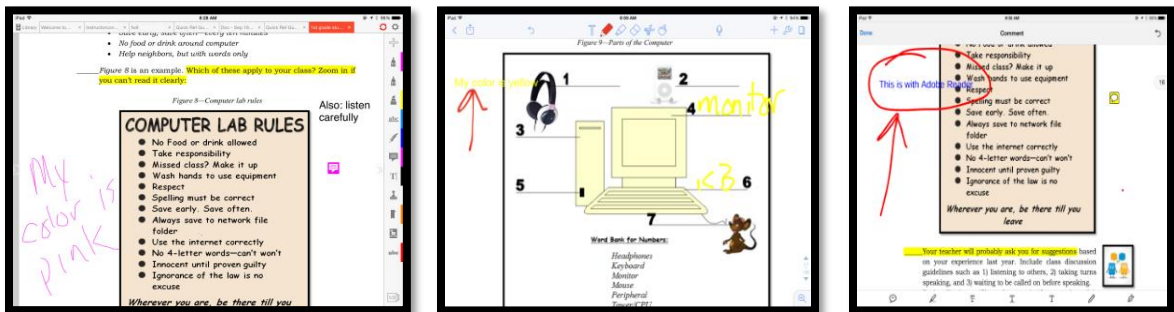 iPad
8:29 AM
Library
No food or drink around computer
Help neighbors, but with words only
Figure 8 is an example. Which of these apply to your class? Zoom in if
you can't read it clearly:
Figure 8—Computer lab rules
Also: listen
carefully
COMPUTER LAB RULES
No Food or drink allowed
Take responsibility
Missed class? Make it up
Wash hands to use equipment
Respect
Spelling must be correct
Save early. Save often.
Always save to network file
folder
Use the internet correctly
No 4-letter words—can't won't
Innocent until proven guilty
Ignorance of the law is no
excuse
Wherever you are, be there till you
My
color is
pink
iPad
Figure 9—Parts of the Computer
My color is yellow
1
2
3
4
monitor
5
<3
6
7
Word Bank for Numbers:
Headphones
Keyboard
Monitor
Mouse
Peripheral
Tower/CPU
iPad
Done
Comment
No Food or drink allowed
Take responsibility
Missed class? Make it up
Wash hands to use equipment
This is with Adobe Reader
Respect
Spelling must be correct
Save early. Save often.
Always save to network file
folder
Use the internet correctly
No 4-letter words—can't won't
Innocent until proven guilty
Ignorance of the law is no
excuse
Wherever you are, be there till you
leave
18
Your teacher will probably ask you for suggestions based
on your experience last year. Include class discussion
guidelines such as 1) listening to others, 2) taking turns
speaking, and 3) waiting to be called on before speaking.